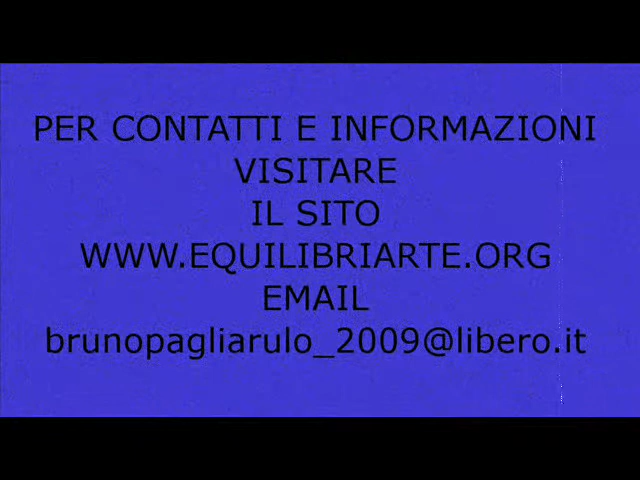 PER CONTATTI E INFORMAZIONI
VISITARE
IL SITO
WWW.EQUILIBRIARTE.ORG
EMAIL
brunopagliarulo_2009@libero.it